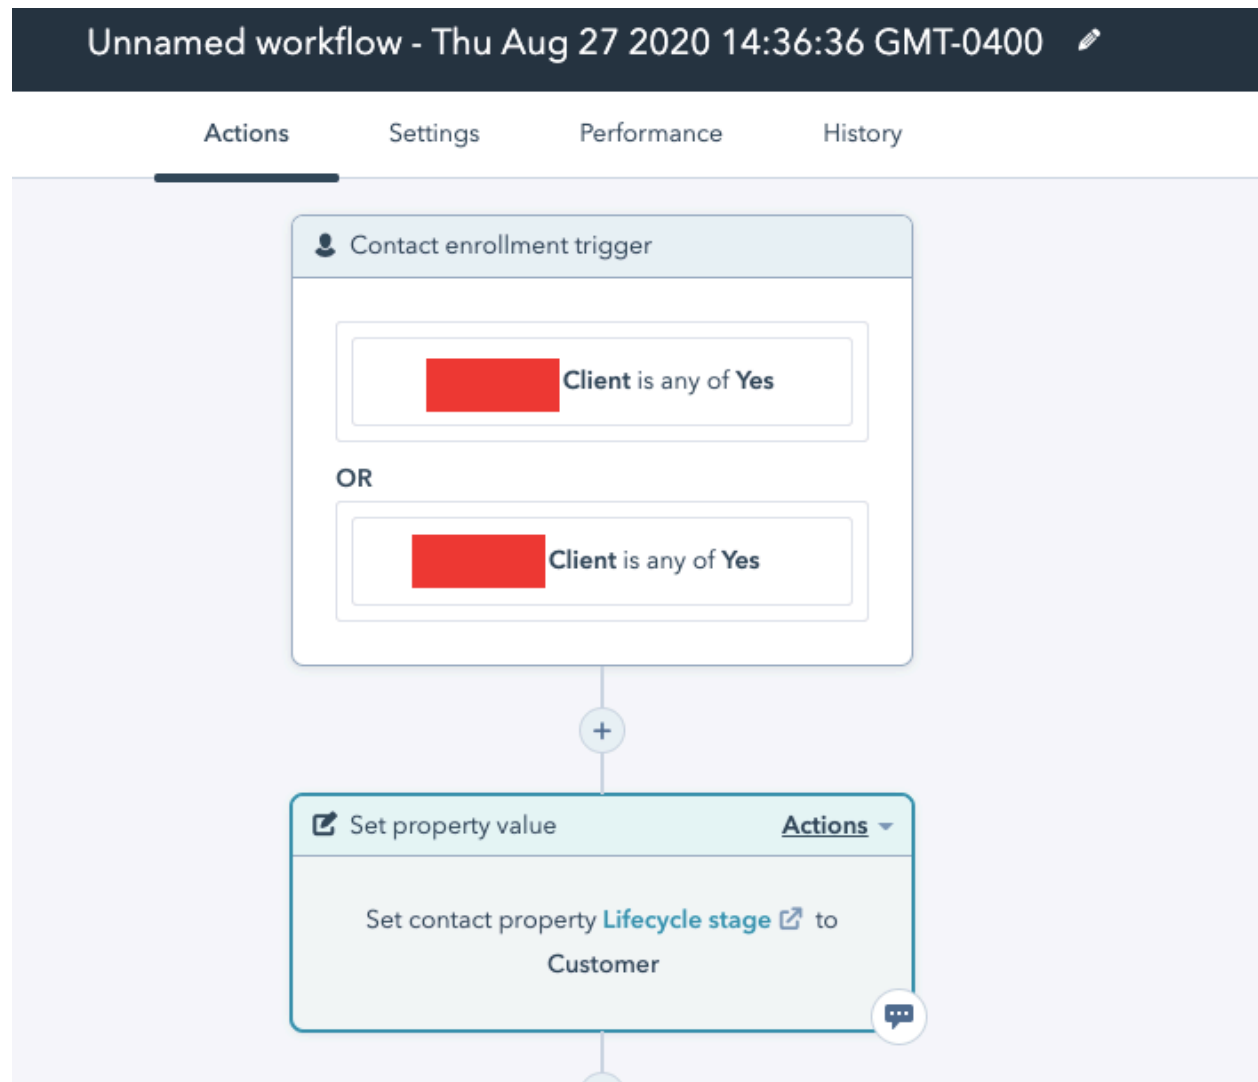 Unnamed workflow - Thu Aug 27 2020 14:36:36 GMT-0400
Actions Settings Performance History
Contact enrollment trigger
Client is any of Yes
OR
Client is any of Yes
Set property value Actions
Set contact property Lifecycle stage to
Customer